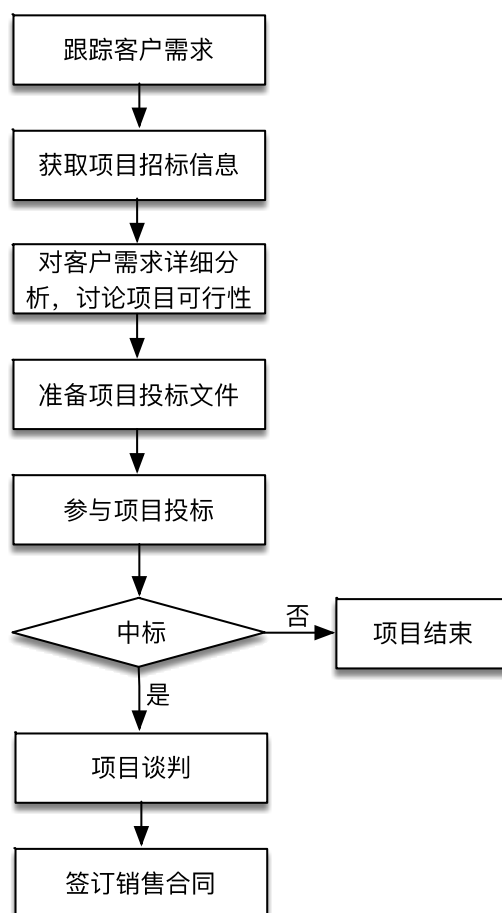 跟踪客户需求
获取项目招标信息
对客户需求详细分
析，讨论项目可行性
准备项目投标文件
参与项目投标
中标
否
项目结束
是
项目谈判
签订销售合同